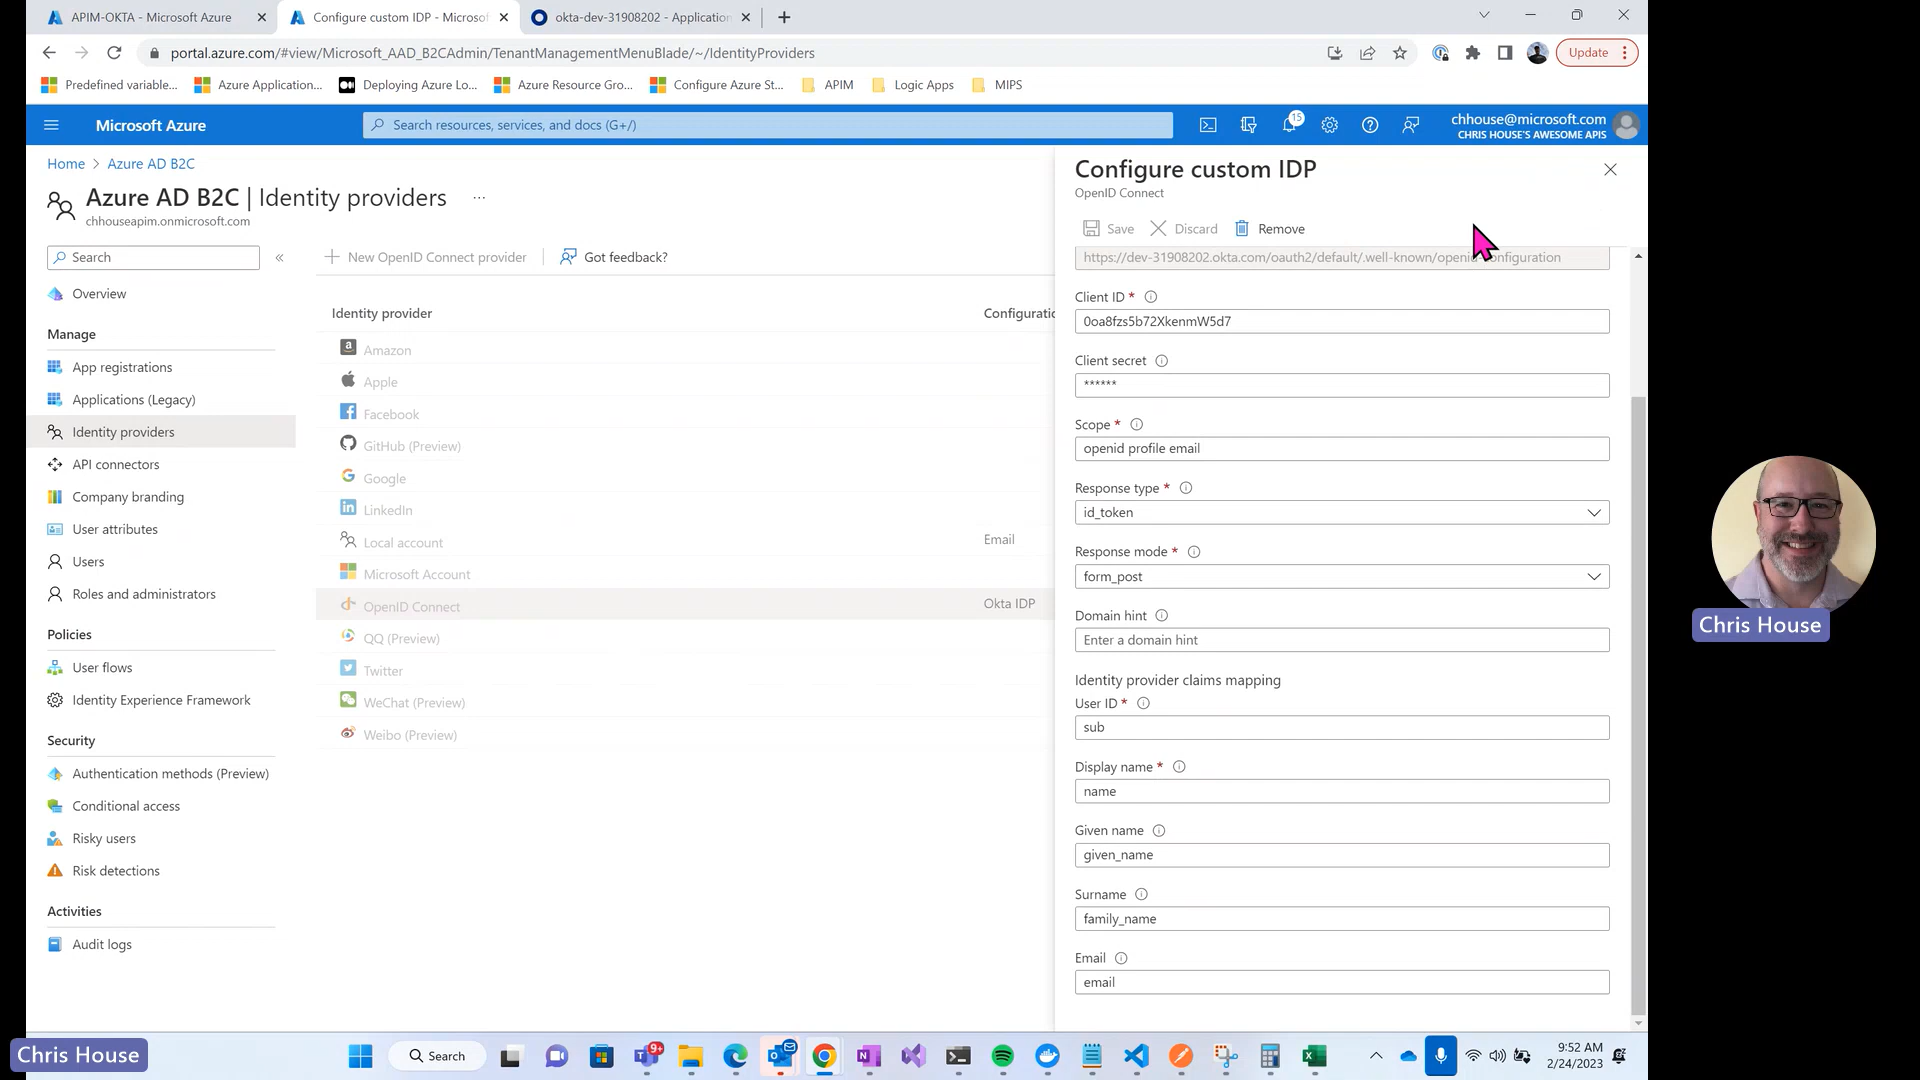 APIM-OKTA - Microsoft Azure
Configure custom IDP - Microsof
okta-dev-31908202 - Application
portal.azure.com/#view/Microsoft_AAD_B2CAdmin/TenantManagementMenuBlade/~/IdentityProviders
Update
Predefined variable...
Azure Application...
Deploying Azure Lo...
Azure Resource Gro...
Configure Azure St...
APIM
Logic Apps
MIPS
Microsoft Azure
Search resources, services, and docs (G+/)
15
chhouse@microsoft.com
CHRIS HOUSE'S AWESOME APIS
Home > Azure AD B2C
Azure AD B2C | Identity providers ...
chhouseapim.onmicrosoft.com
Search
Overview
Manage
App registrations
Applications (Legacy)
Identity providers
API connectors
Company branding
User attributes
Users
Roles and administrators
Policies
User flows
Identity Experience Framework
Security
Authentication methods (Preview)
Conditional access
Risky users
Risk detections
Activities
Audit logs
New OpenID Connect provider
Got feedback?
Identity provider
Configuratio
Amazon
Apple
Facebook
GitHub (Preview)
Google
LinkedIn
Local account
Email
Microsoft Account
OpenID Connect
Okta IDP
QQ (Preview)
Twitter
WeChat (Preview)
Weibo (Preview)
Configure custom IDP
OpenID Connect
Save
Discard
Remove
https://dev-31908202.okta.com/oauth2/default/.well-known/openid-configuration
Client ID *
0oa8fzs5b72XkenmW5d7
Client secret
******
Scope *
openid profile email
Response type *
id_token
Response mode *
form_post
Domain hint
Enter a domain hint
Identity provider claims mapping
User ID *
sub
Display name *
name
Given name
given_name
Surname
family_name
Email
email
Chris House
Chris House
Search
9+
9:52 AM
2/24/2023